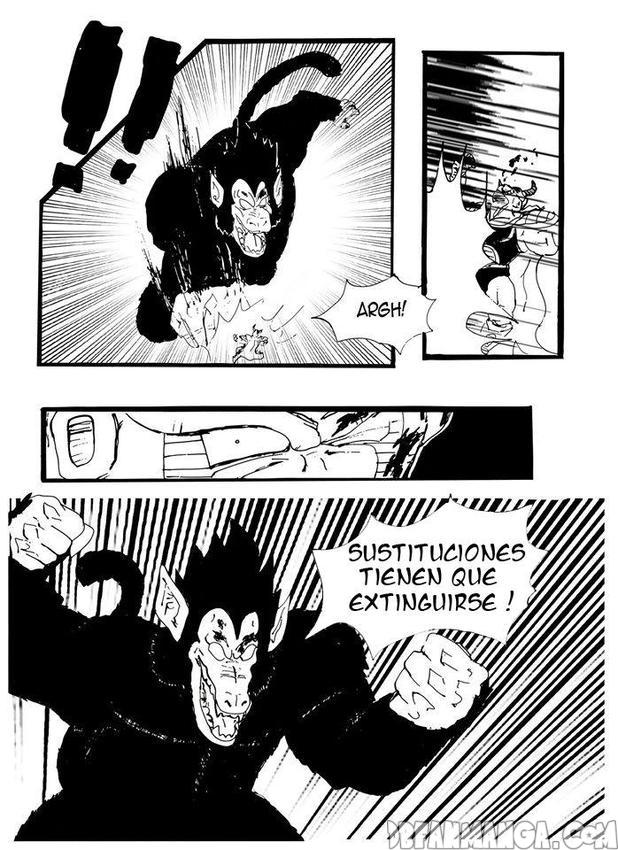 ARGH!
SUSTITUCIONES
TIENEN QUE
EXTINGUIRSE !
DBFANMANGA.COM